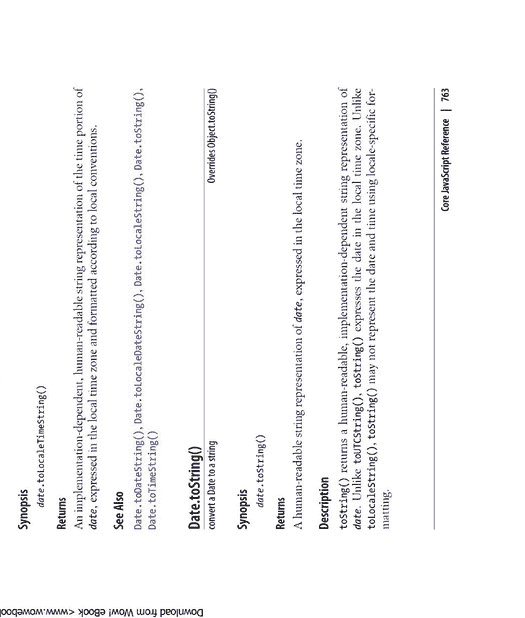 Synopsis
date.toLocaleTimeString()
Returns
An implementation-dependent, human-readable string representation of the time portion of
date, expressed in the local time zone and formatted according to local conventions.
See Also
Date.toDateString(), Date.toLocaleDateString(), Date.toLocaleString(), Date.toString(),
Date.toTimeString()
Date.toString()
convert a Date to a string Overrides Object.toString()
Synopsis
date.toString()
Returns
A human-readable string representation of date, expressed in the local time zone.
Description
toString() returns a human-readable, implementation-dependent string representation of
date. Unlike toUTCString(), toString() expresses the date in the local time zone. Unlike
toLocaleString(), toString() may not represent the date and time using locale-specific for-
matting.
Core JavaScript Reference | 763
Download from Wow! eBook <www.wowebook